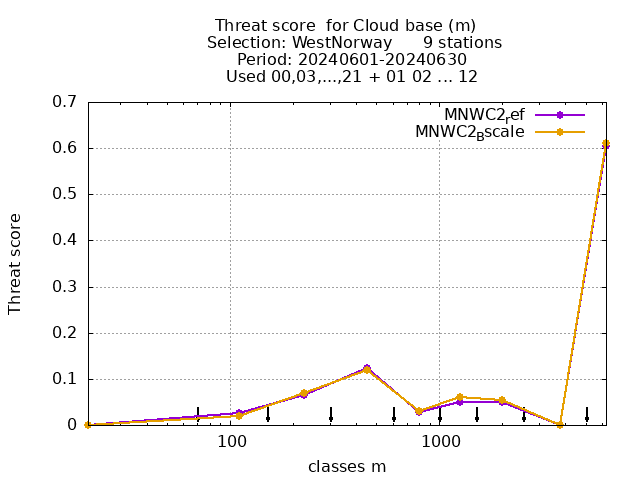 Threat score  for Cloud base (m)
Selection: WestNorway      9 stations
Period: 20240601-20240630
Used 00,03,...,21 + 01 02 ... 12
MNWC2ref
MNWC2Bscale
0.7
0.6
0.5
0.4
0.3
0.2
0.1
0
100
1000
Threat score
classes m